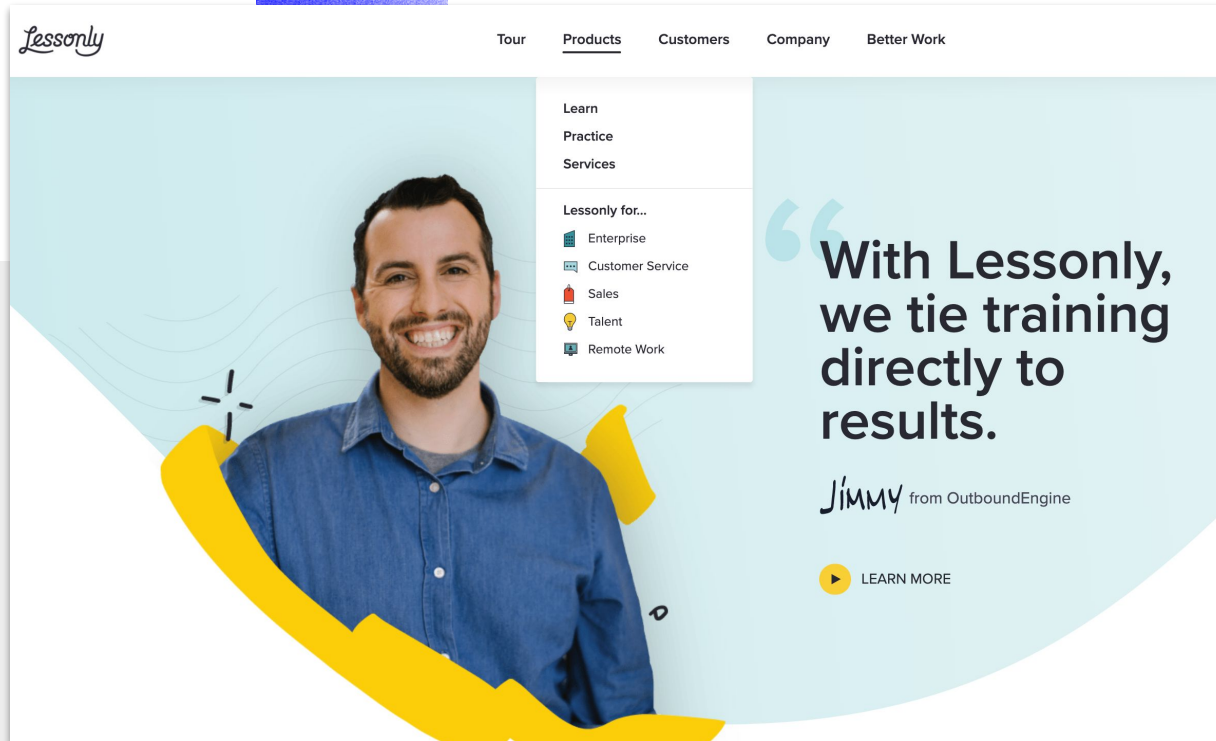 Lessonly
Tour Products Customers Company Better Work
Learn
Practice
Services
Lessonly for...
Enterprise
Customer Service
Sales
Talent
Remote Work
“
With Lessonly,
we tie training
directly to
results.
Jimmy from OutboundEngine
LEARN MORE